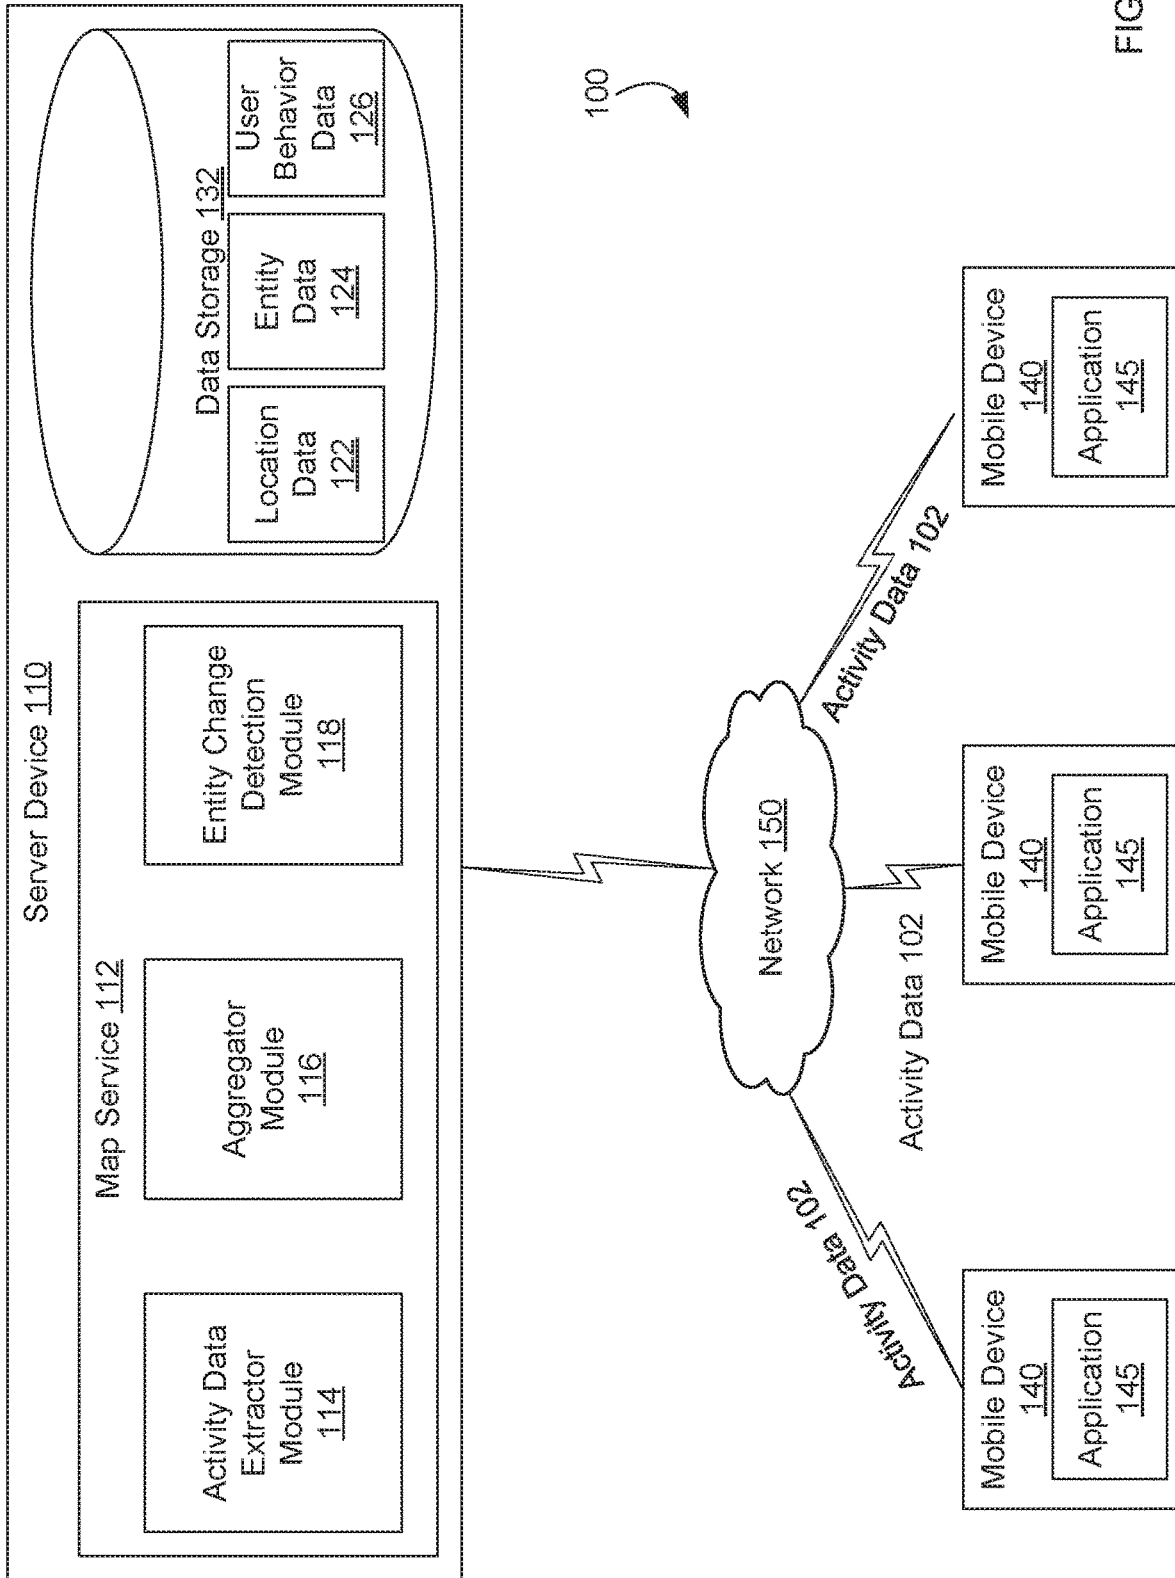 Server Device 110
Map Service 112
Activity Data
Extractor
Module
114
Aggregator
Module
116
Entity Change
Detection
Module
118
Data Storage 132
Location
Data
122
Entity
Data
124
User
Behavior
Data
126
100
Network 150
Activity Data 102
Activity Data 102
Activity Data 102
Mobile Device
140
Application
145
Mobile Device
140
Application
145
Mobile Device
140
Application
145
FIG